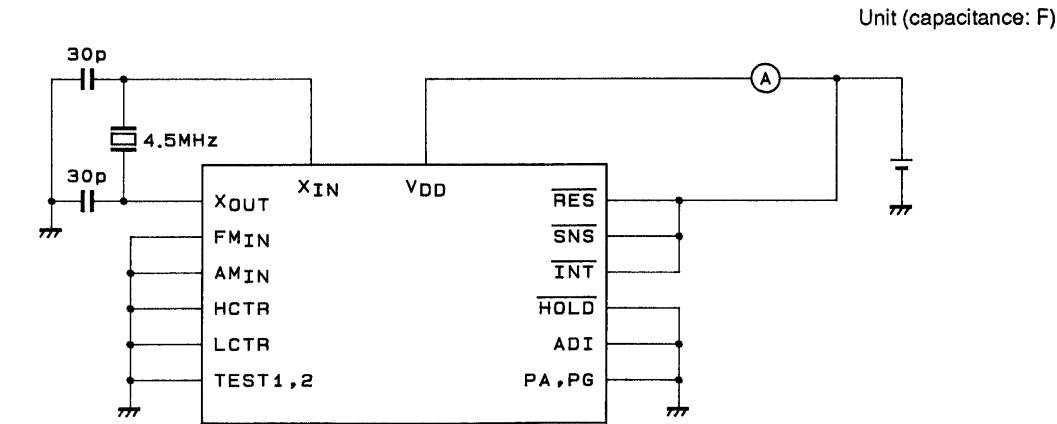 Unit (capacitance: F)
30p
A
4.5MHz
30p
XIN
VDD
XOUT
RES
FMIN
SNS
AMIN
INT
HCTR
HOLD
LCTR
ADI
TEST1,2
PA,PG